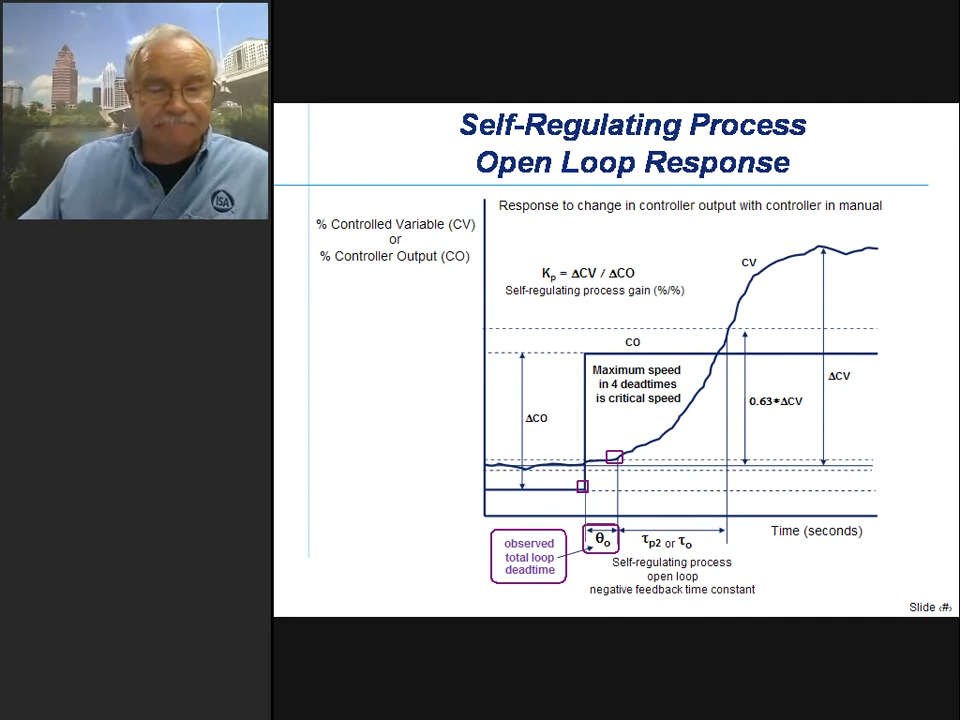 ISA
Self-Regulating Process
Open Loop Response
% Controlled Variable (CV)
or
% Controller Output (CO)
Response to change in controller output with controller in manual
Kp = ΔCV / ΔCO
Self-regulating process gain (%/%)
CV
CO
Maximum speed
in 4 deadtimes
is critical speed
ΔCO
0.63*ΔCV
ΔCV
observed
total loop
deadtime
θo
τp2 or τo
Time (seconds)
Self-regulating process
open loop
negative feedback time constant
Slide ‹#›